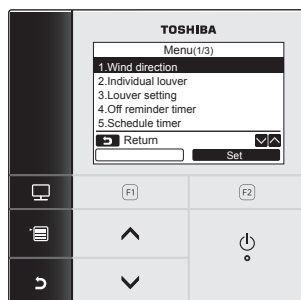 TOSHIBA
Menu(1/3)
1.Wind direction
2.Individual louver
3.Louver setting
4.Off reminder timer
5.Schedule timer
Return
Set
F1 F2